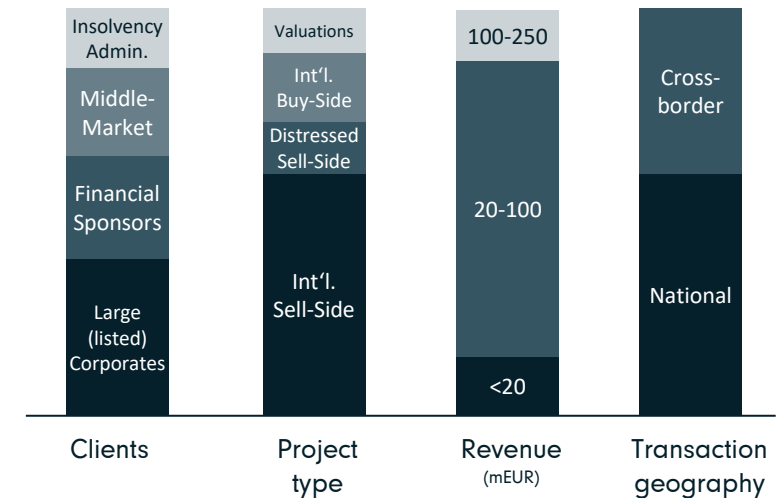 Insolvency
Admin.
Middle-
Market
Financial
Sponsors
Large
(listed)
Corporates
Clients
Valuations
Int‘l.
Buy-Side
Distressed
Sell-Side
Int‘l.
Sell-Side
Project
type
100-250
20-100
<20
Revenue
(mEUR)
Cross-
border
National
Transaction
geography